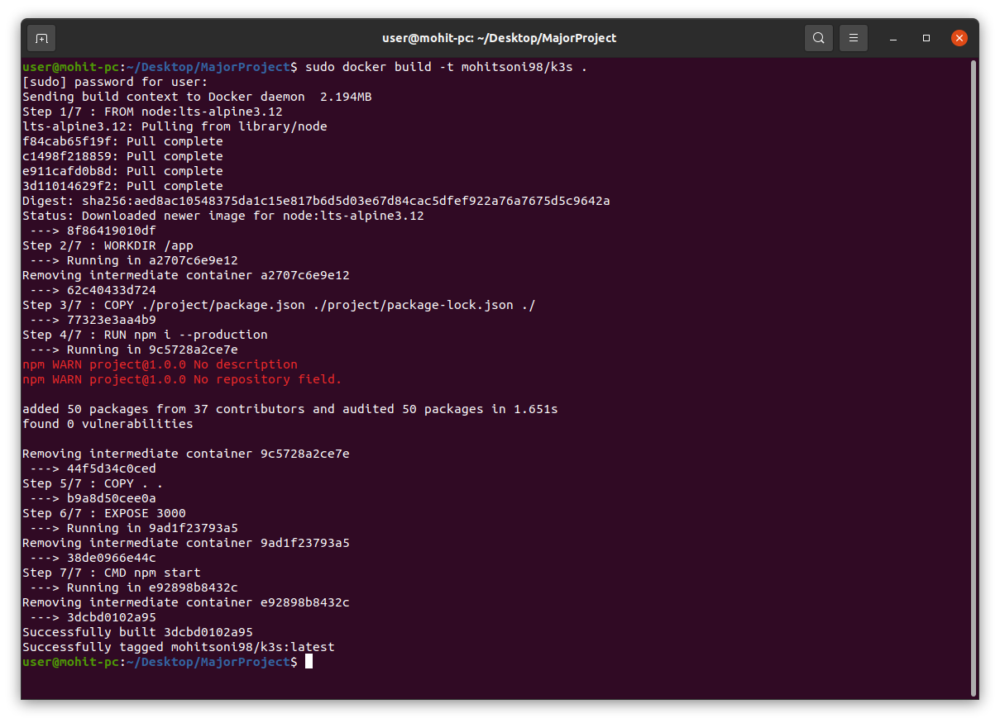 user@mohit-pc: ~/Desktop/MajorProject
user@mohit-pc:~/Desktop/MajorProject$ sudo docker build -t mohitsoni98/k3s .
[sudo] password for user:
Sending build context to Docker daemon  2.194MB
Step 1/7 : FROM node:lts-alpine3.12
lts-alpine3.12: Pulling from library/node
f84cab65f19f: Pull complete
c1498f218859: Pull complete
e911cafd0b8d: Pull complete
3d11014629f2: Pull complete
Digest: sha256:aed8ac10548375da1c15e817b6d5d03e67d84cac5dfef922a76a7675d5c9642a
Status: Downloaded newer image for node:lts-alpine3.12
 ---> 8f86419010df
Step 2/7 : WORKDIR /app
 ---> Running in a2707c6e9e12
Removing intermediate container a2707c6e9e12
 ---> 62c40433d724
Step 3/7 : COPY ./project/package.json ./project/package-lock.json ./
 ---> 77323e3aa4b9
Step 4/7 : RUN npm i --production
 ---> Running in 9c5728a2ce7e
npm WARN project@1.0.0 No description
npm WARN project@1.0.0 No repository field.
added 50 packages from 37 contributors and audited 50 packages in 1.651s
found 0 vulnerabilities
Removing intermediate container 9c5728a2ce7e
 ---> 44f5d34c0ced
Step 5/7 : COPY . .
 ---> b9a8d50cee0a
Step 6/7 : EXPOSE 3000
 ---> Running in 9ad1f23793a5
Removing intermediate container 9ad1f23793a5
 ---> 38de0966e44c
Step 7/7 : CMD npm start
 ---> Running in e92898b8432c
Removing intermediate container e92898b8432c
 ---> 3dcbd0102a95
Successfully built 3dcbd0102a95
Successfully tagged mohitsoni98/k3s:latest
user@mohit-pc:~/Desktop/MajorProject$